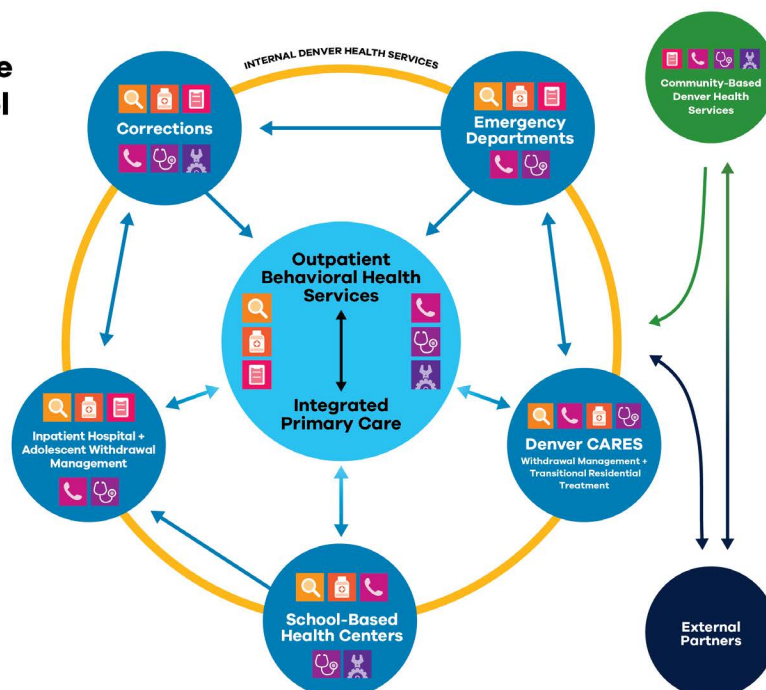 e
l
INTERNAL DENVER HEALTH SERVICES
Corrections
Emergency
Departments
Community-Based
Denver Health
Services
Outpatient
Behavioral Health
Services
Integrated
Primary Care
Inpatient Hospital +
Adolescent Withdrawal
Management
Denver CARES
Withdrawal Management +
Transitional Residential
Treatment
School-Based
Health Centers
External
Partners